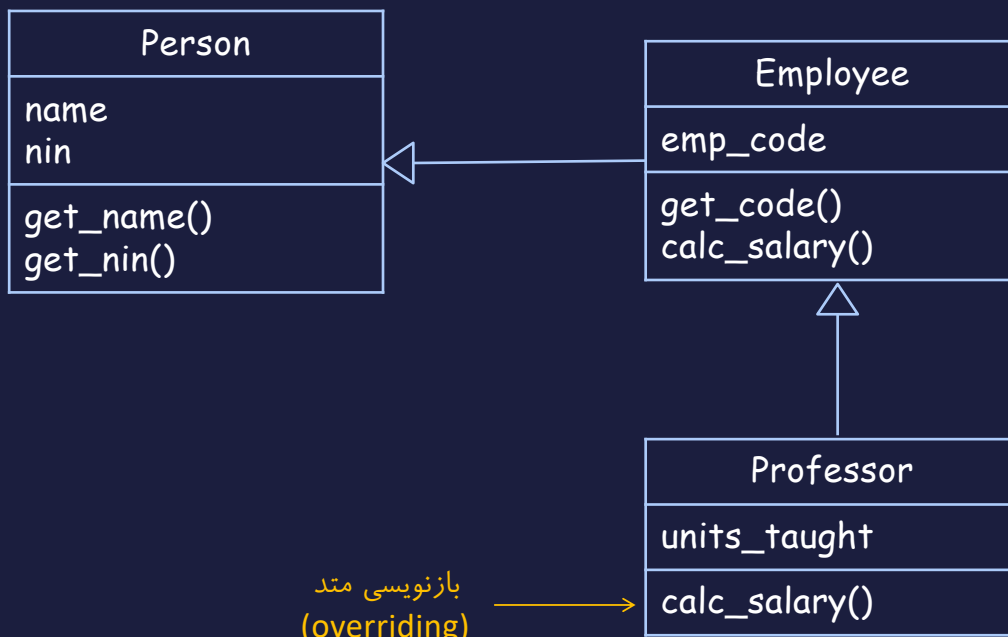 Person
name
nin
get_name()
get_nin()
Employee
emp_code
get_code()
calc_salary()
Professor
units_taught
calc_salary()
بازنویسی متد
(overriding)